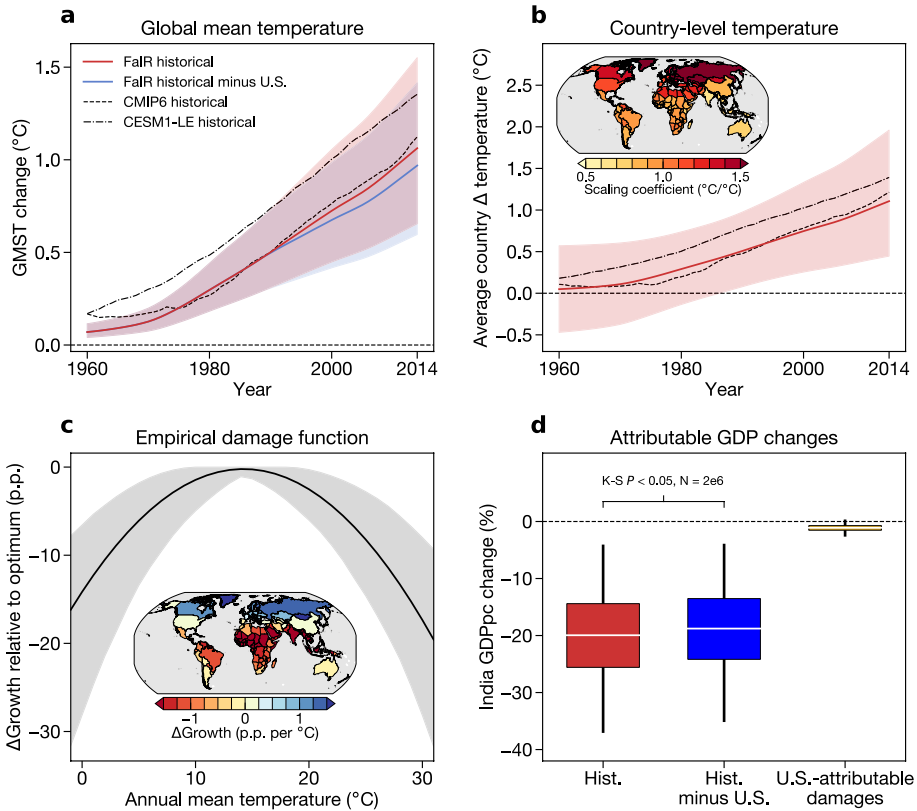 a
Global mean temperature
FaIR historical
FaIR historical minus U.S.
CMIP6 historical
CESM1-LE historical
GMST change (°C)
1.5
1.0
0.5
0.0
1960
1980
2000
2014
Year
b
Country-level temperature
Average country Δ temperature (°C)
2.5
2.0
1.5
1.0
0.5
0.0
−0.5
0.5
1.0
1.5
Scaling coefficient (°C/°C)
1960
1980
2000
2014
Year
c
Empirical damage function
ΔGrowth relative to optimum (p.p.)
0
−10
−20
−30
−1
0
1
ΔGrowth (p.p. per °C)
0
10
20
30
Annual mean temperature (°C)
d
Attributable GDP changes
K-S P < 0.05, N = 2e6
India GDPpc change (%)
0
−10
−20
−30
−40
Hist.
Hist.
minus U.S.
U.S.-attributable
damages